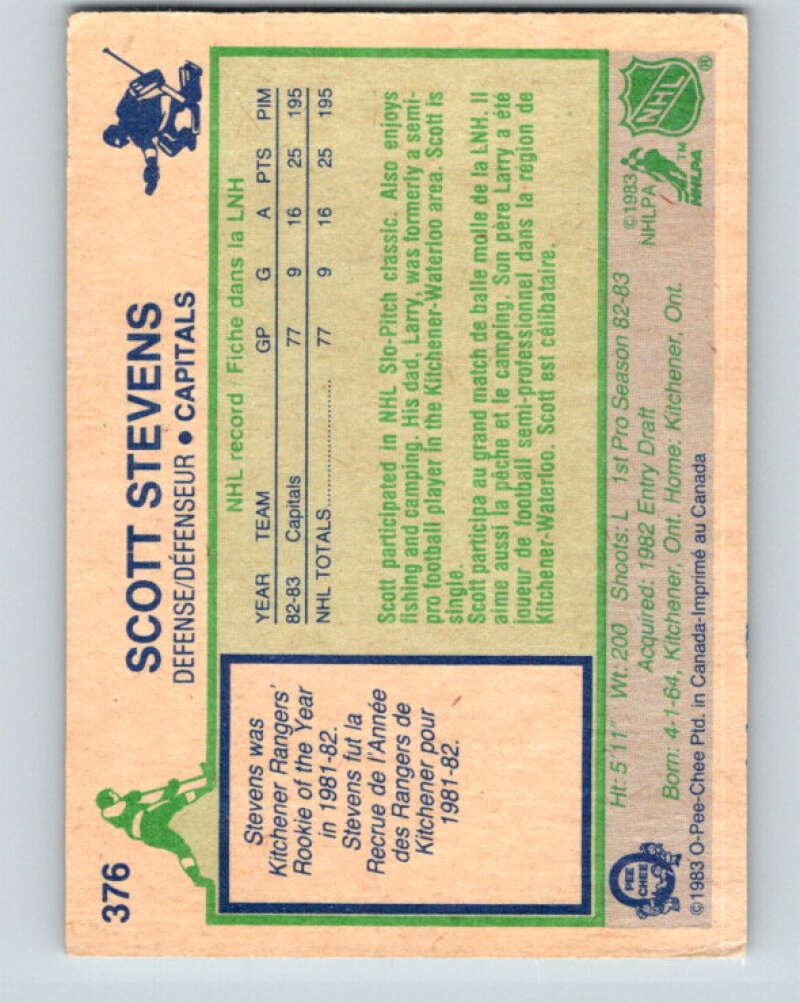 376
SCOTT STEVENS
DEFENSE/DÉFENSEUR • CAPITALS
Stevens was
Kitchener Rangers'
Rookie of the Year
in 1981-82.
Stevens fut la
Recrue de l'Année
des Rangers de
Kitchener pour
1981-82.
NHL record / Fiche dans la LNH
YEAR TEAM GP G A PTS PIM
82-83 Capitals 77 9 16 25 195
NHL TOTALS 77 9 16 25 195
Scott participated in NHL Slo-Pitch classic. Also enjoys
fishing and camping. His dad, Larry, was formerly a semi-
pro football player in the Kitchener-Waterloo area. Scott is
single.
Scott participa au grand match de balle molle de la LNH. Il
aime aussi la pêche et le camping. Son père Larry a été
joueur de football semi-professionnel dans la région de
Kitchener-Waterloo. Scott est célibataire.
Ht: 5'11" Wt: 200 Shoots: L 1st Pro Season 82-83
Acquired: 1982 Entry Draft
Born: 4-1-64, Kitchener, Ont. Home: Kitchener, Ont.
©1983 O-Pee-Chee Ptd. in Canada-Imprimé au Canada
O PEE CHEE
©1983
NHLPA
NHLPA™
NHL®